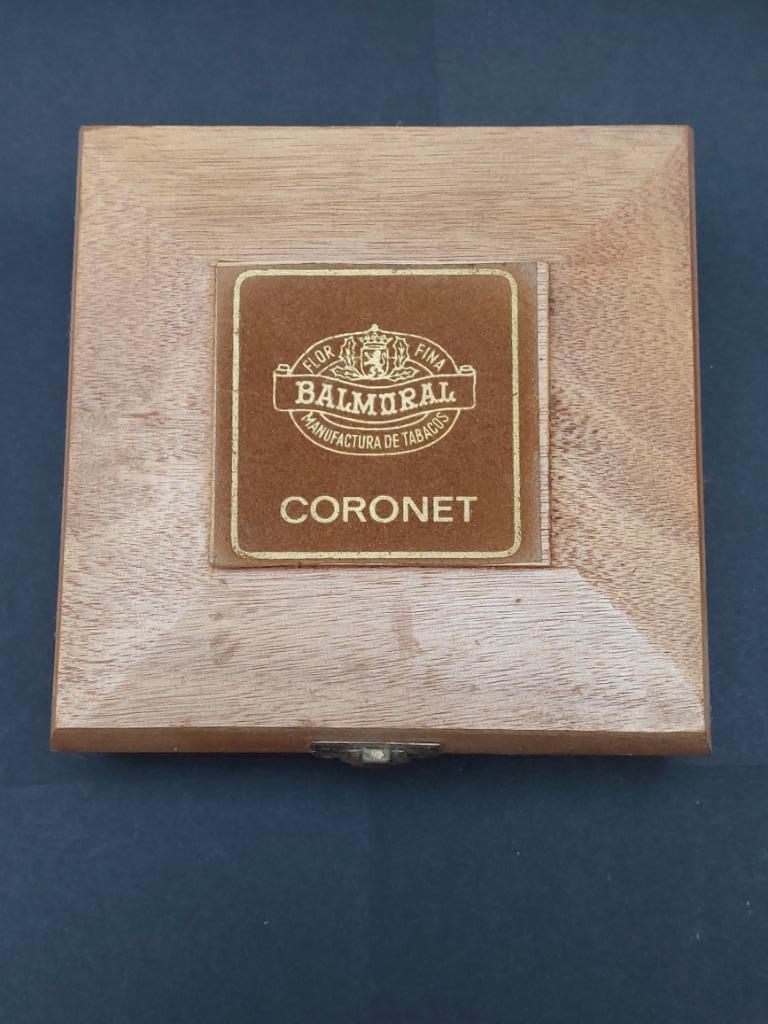 FLOR FINA
BALMORAL
MANUFACTURA DE TABACOS
CORONET